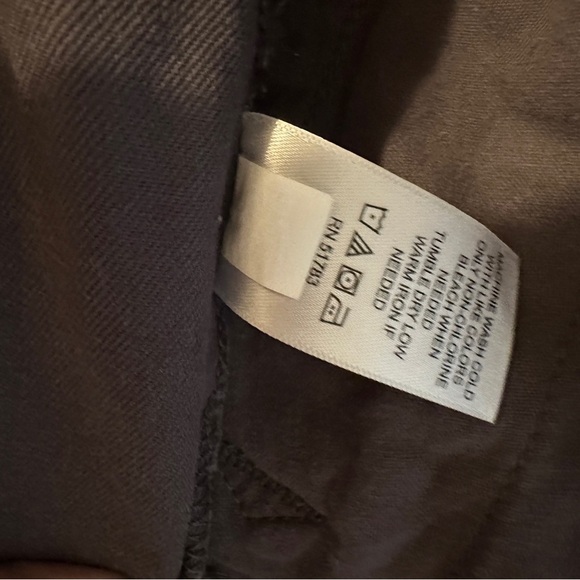 MACHINE WASH COLD
WITH LIKE COLORS
ONLY NON-CHLORINE
BLEACH WHEN
NEEDED
TUMBLE DRY LOW
WARM IRON IF
NEEDED
RN 51783